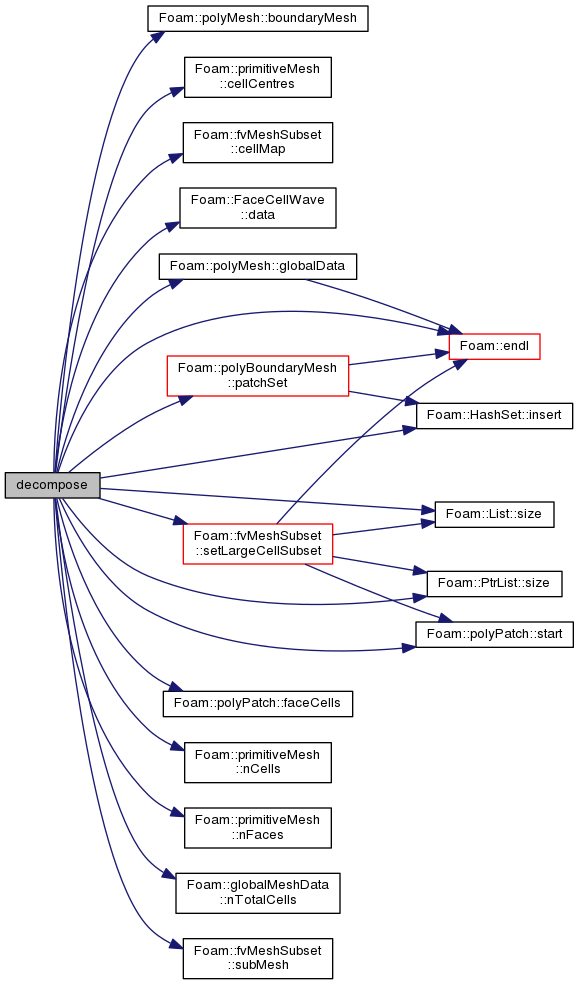 Foam::polyMesh::boundaryMesh
Foam::primitiveMesh
::cellCentres
Foam::fvMeshSubset
::cellMap
Foam::FaceCellWave
::data
Foam::polyMesh::globalData
Foam::endl
Foam::polyBoundaryMesh
::patchSet
Foam::HashSet::insert
decompose
Foam::List::size
Foam::fvMeshSubset
::setLargeCellSubset
Foam::PtrList::size
Foam::polyPatch::start
Foam::polyPatch::faceCells
Foam::primitiveMesh
::nCells
Foam::primitiveMesh
::nFaces
Foam::globalMeshData
::nTotalCells
Foam::fvMeshSubset
::subMesh